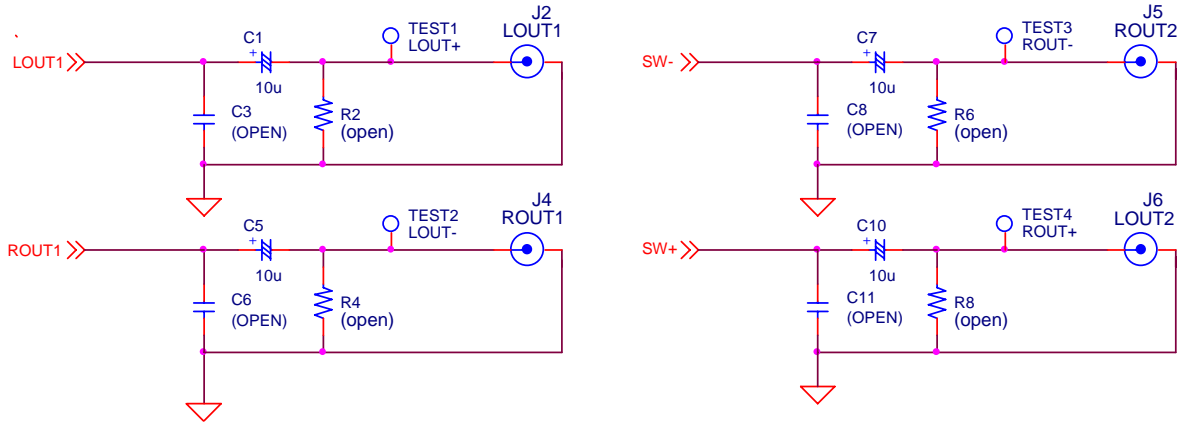 J2
LOUT1
TEST1
LOUT+
C1
+
LOUT1
10u
C3
(OPEN)
R2
(open)
J4
ROUT1
TEST2
LOUT-
C5
+
ROUT1
10u
C6
(OPEN)
R4
(open)
J5
ROUT2
TEST3
ROUT-
C7
+
SW-
10u
C8
(OPEN)
R6
(open)
J6
LOUT2
TEST4
ROUT+
C10
+
SW+
10u
C11
(OPEN)
R8
(open)